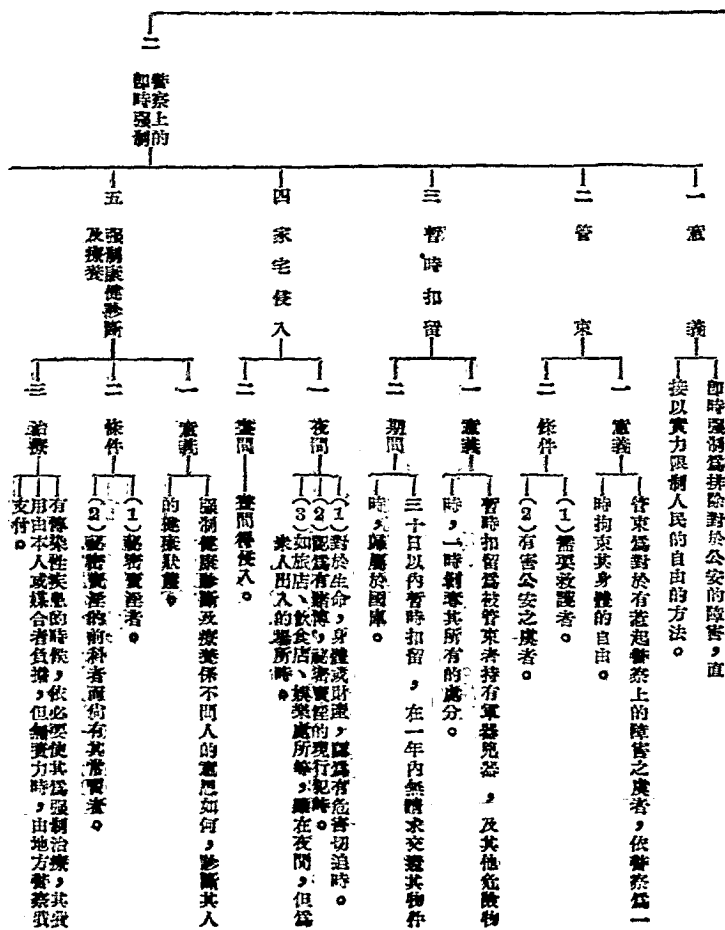 二　警察上的
即時強制
一　意義
即時強制為排除對於公安的障害，直
接以實力限制人民的自由的方法。
二　管束
一　意義
管束為對於有惹起警察上的障害之虞者，依警察為一
時拘束其身體的自由。
二　條件
(1)需要救護者。
(2)有害公安之虞者。
三　暫時扣留
一　意義
暫時扣留為被管束者持有軍器兇器，及其他危險物
時，一時剝奪其所有的處分。
二　期間
三十日以內暫時扣留，在一年內無請求交還其物件
時，歸屬於國庫。
四　家宅侵入
一　夜間
(1)對於生命，身體或財產，認為有危害切迫時。
(2)認為有賭博，祕密賣淫的現行犯時。
(3)如旅店、飲食店、娛樂處所等，雖在夜間，但為
眾人出入的場所時。
二　晝間
晝間得侵入。
五　強制康健診斷
及療養
一　意義
強制健康診斷及療養係不問人的意思如何，診斷其人
的健康狀態。
二　條件
(1)祕密賣淫者。
(2)祕密賣淫的前科者而尚有其常習者。
三　治療
有傳染性疾患的時候，依必要使其為強制治療，其費
用由本人或媒合者負擔，但無資力時，由地方警察費
支付。